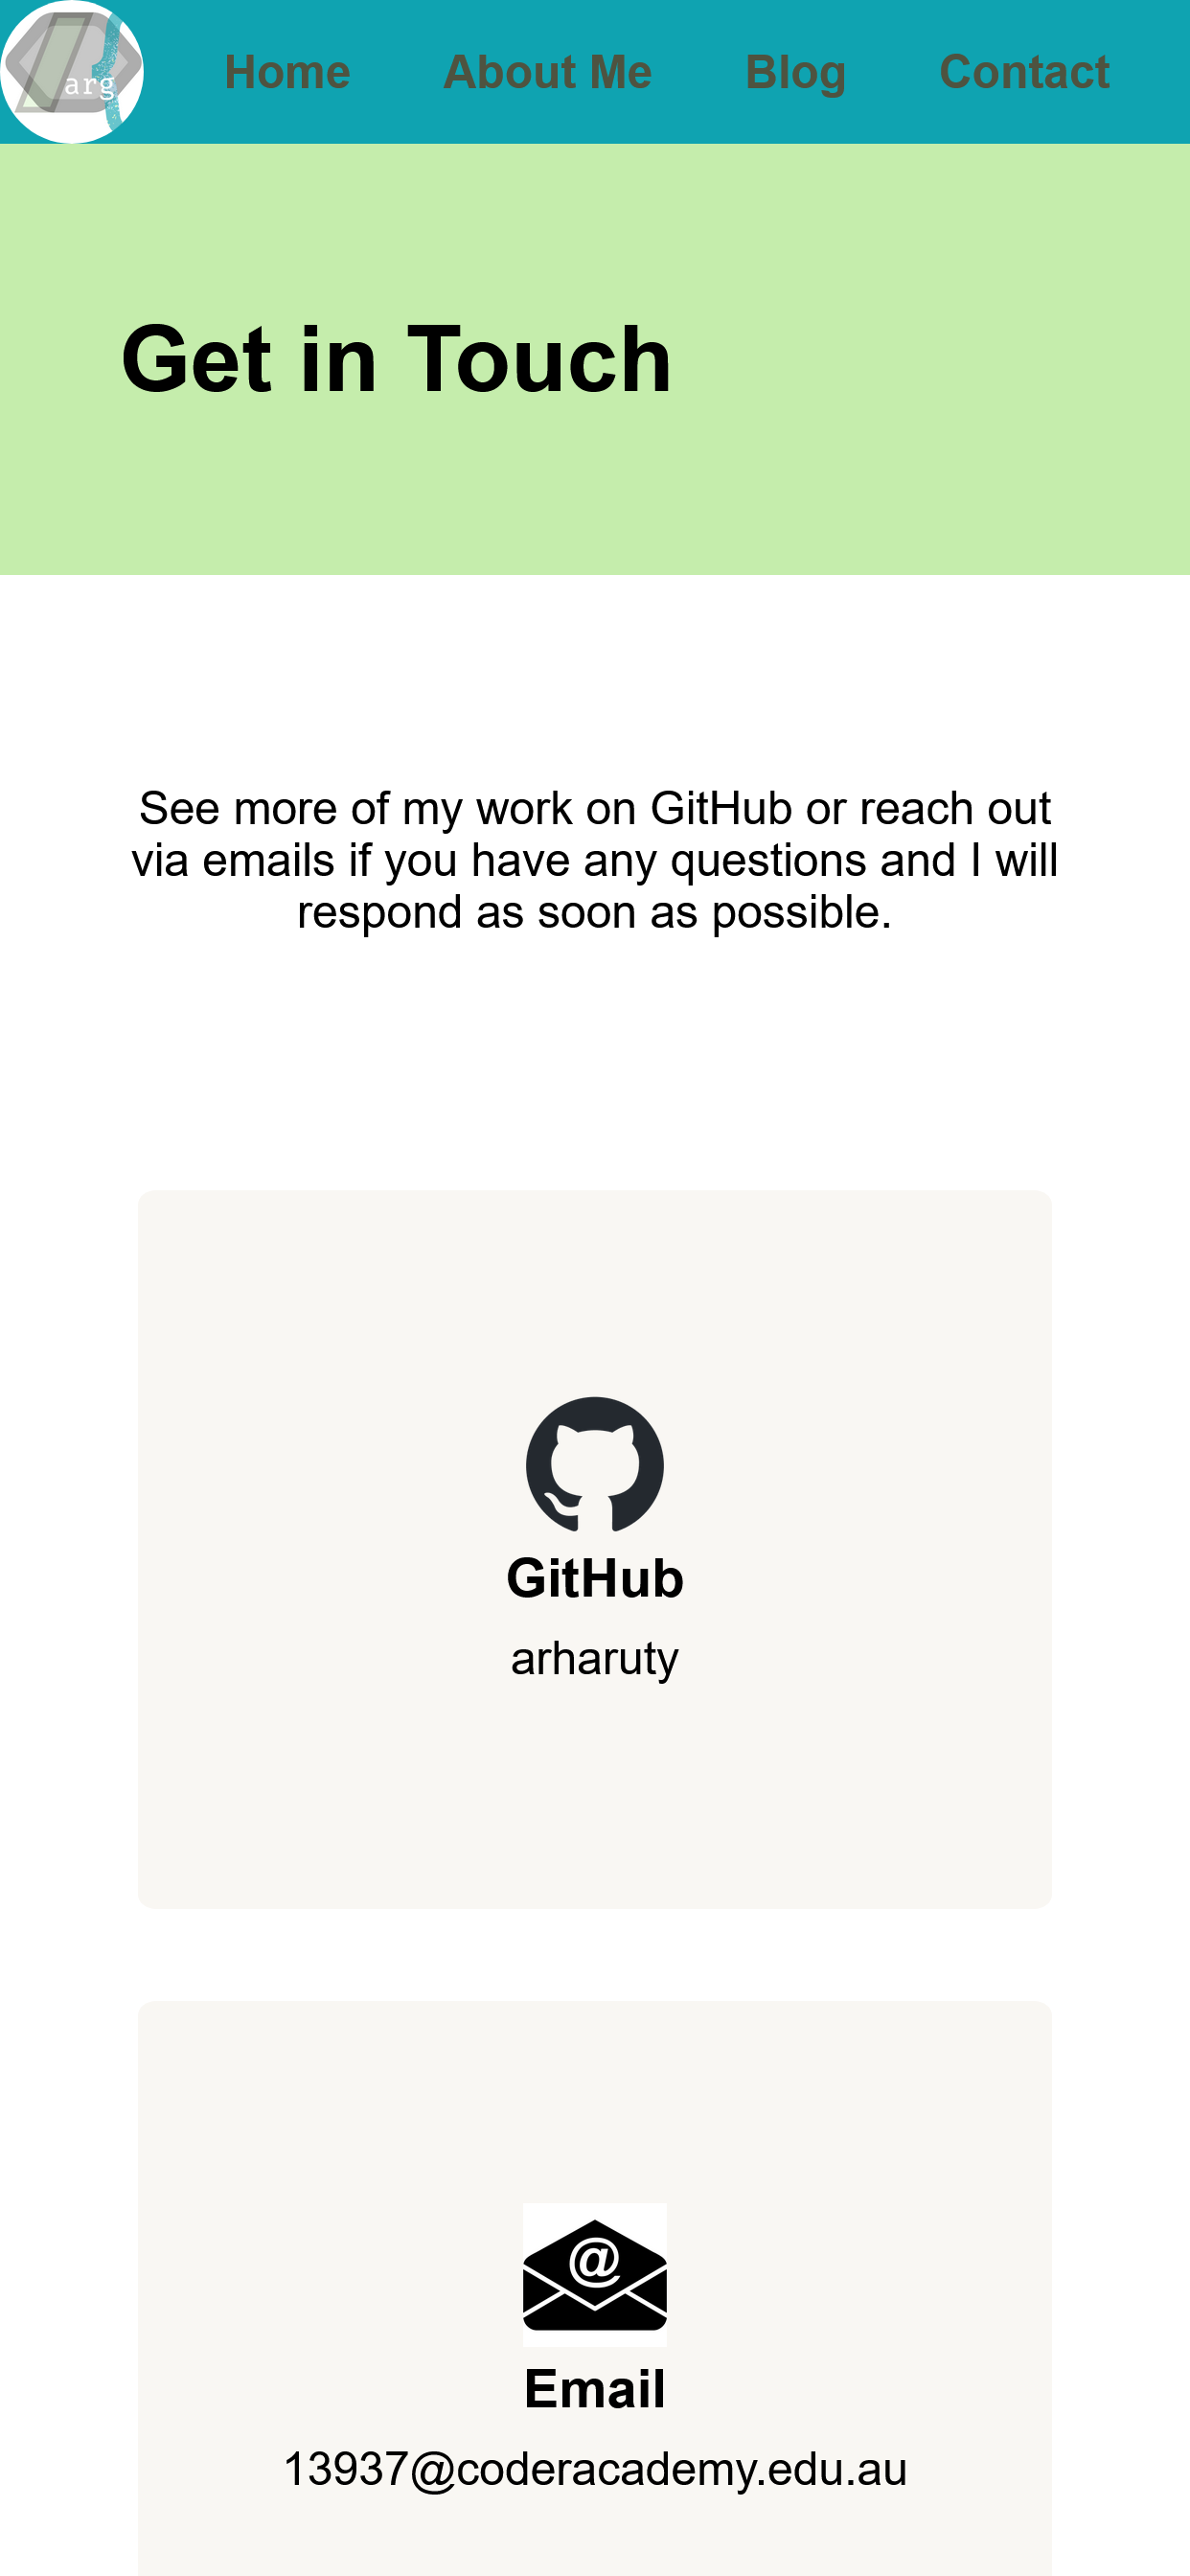 arg
Home About Me Blog Contact
Get in Touch
See more of my work on GitHub or reach out
via emails if you have any questions and I will
respond as soon as possible.
GitHub
arharuty
@
Email
13937@coderacademy.edu.au